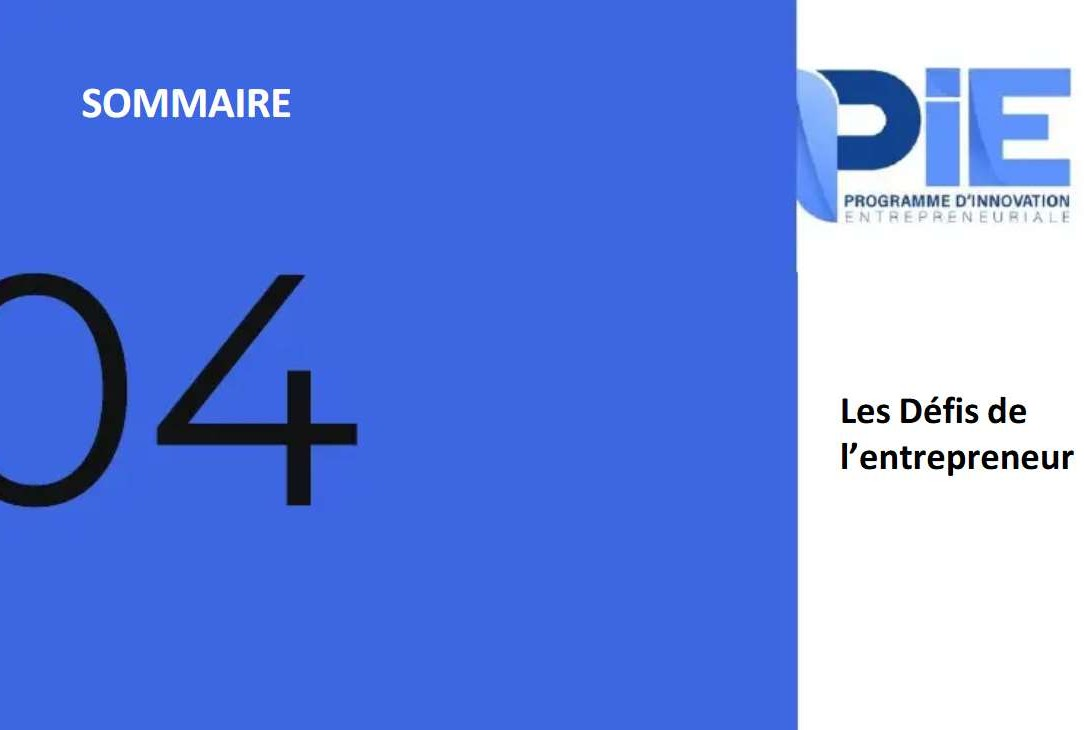 SOMMAIRE
PiE
PROGRAMME D'INNOVATION
ENTREPRENEURIALE
04
Les Défis de
l’entrepreneur